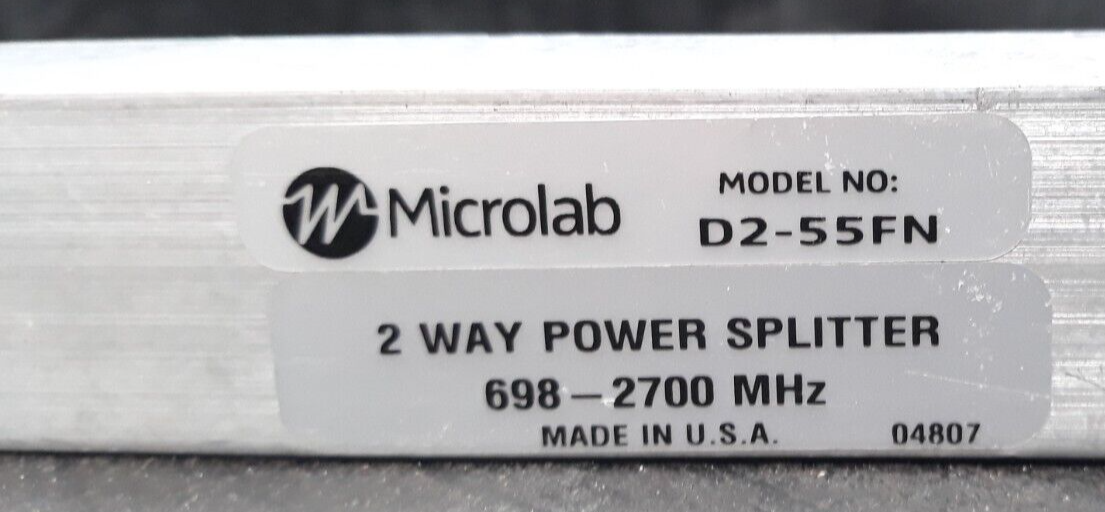 Microlab
MODEL NO:
D2-55FN
2 WAY POWER SPLITTER
698—2700 MHz
MADE IN U.S.A. 04807